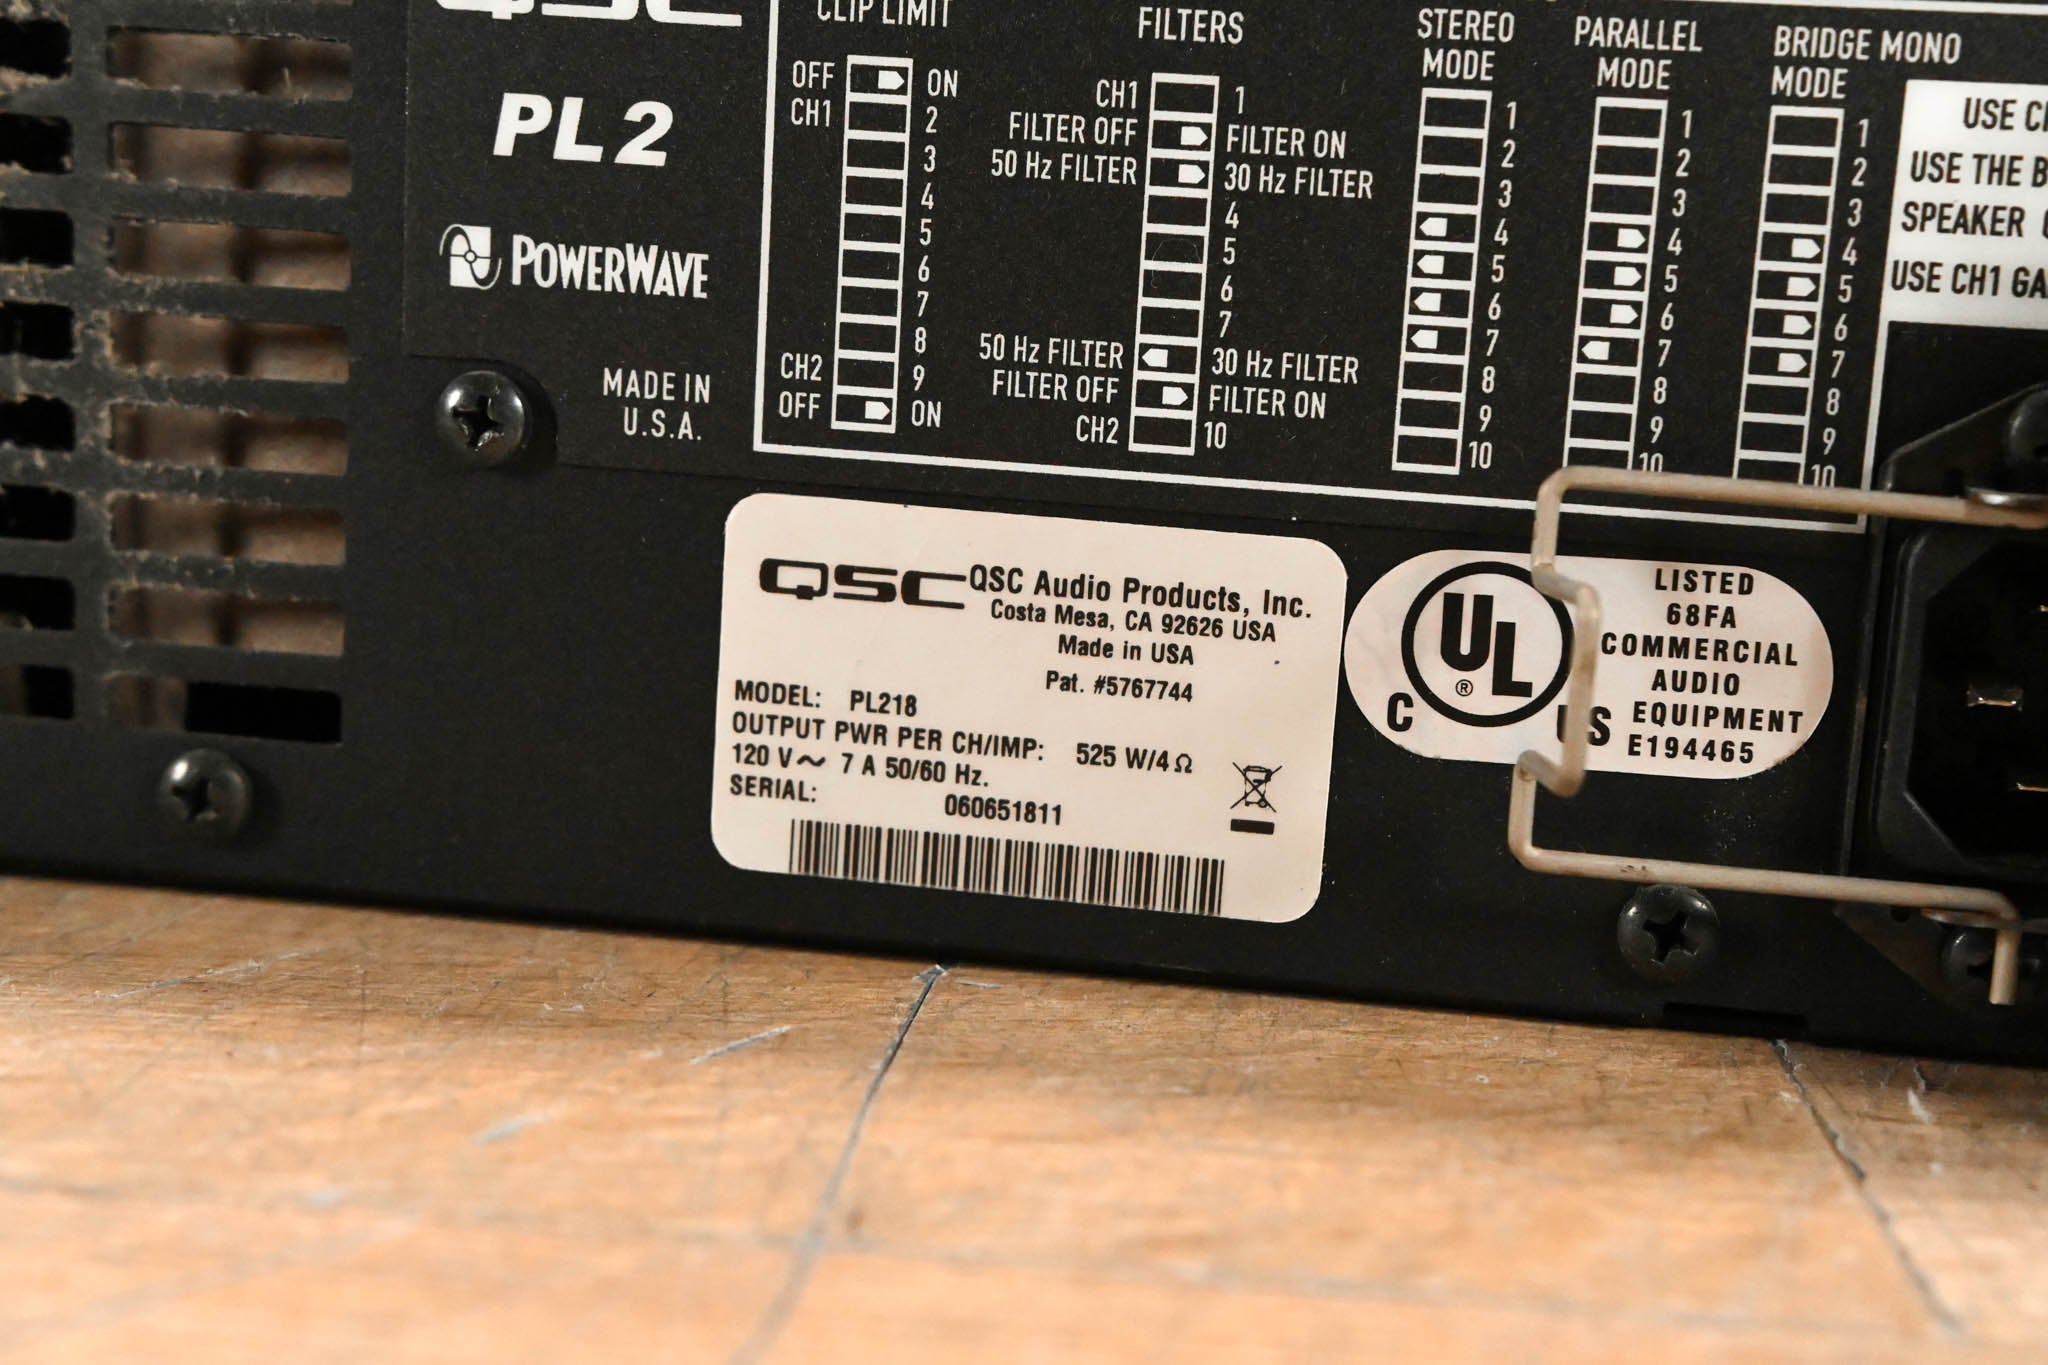 QSC
PL2
POWERWAVE
MADE IN
U.S.A.
CLIP LIMIT
OFF ON
CH1 2
3
4
5
6
7
8
CH2 9
OFF ON
FILTERS
CH1 1
FILTER OFF FILTER ON
50 Hz FILTER 30 Hz FILTER
4
5
6
7
50 Hz FILTER 30 Hz FILTER
FILTER OFF FILTER ON
CH2 10
STEREO
MODE
1
2
3
4
5
6
7
8
9
10
PARALLEL
MODE
1
2
3
4
5
6
7
8
9
10
BRIDGE MONO
MODE
1
2
3
4
5
6
7
8
9
10
USE
USE THE
SPEAKER
USE CH1
QSC QSC Audio Products, Inc.
Costa Mesa, CA 92626 USA
Made in USA
Pat. #5767744
MODEL: PL218
OUTPUT PWR PER CH/IMP: 525 W/4 Ω
120 V~ 7 A 50/60 Hz.
SERIAL: 060651811
C UL ® US
LISTED
68FA
COMMERCIAL
AUDIO
EQUIPMENT
E194465